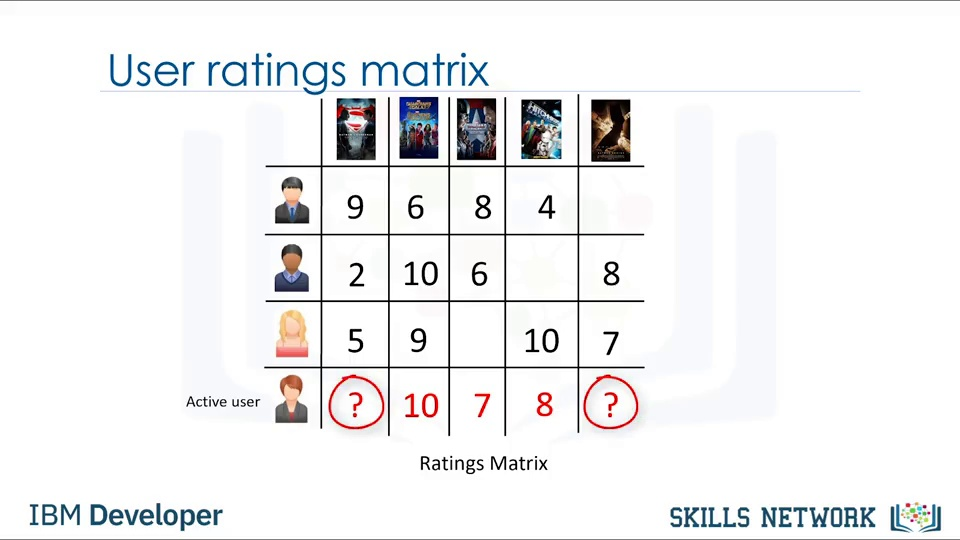 User ratings matrix
9 6 8 4
2 10 6 8
5 9 10 7
Active user ? 10 7 8 ?
Ratings Matrix
IBM Developer
SKILLS NETWORK